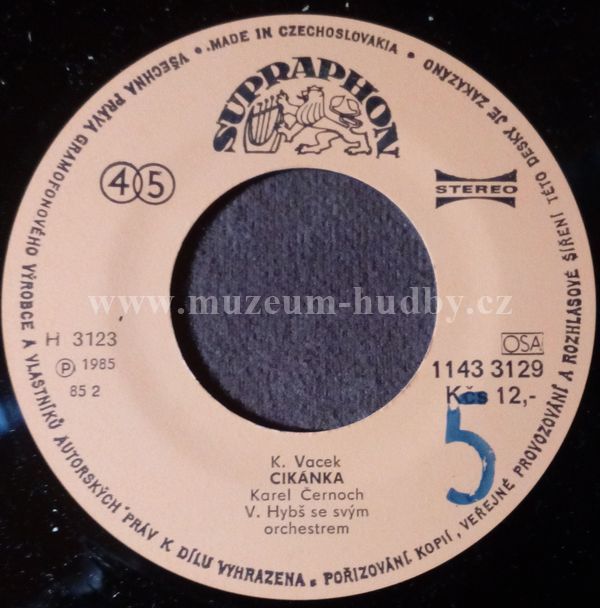 VŠECHNA PRÁVA GRAMOFONOVÉHO VÝROBCE A VLASTNÍKŮ AUTORSKÝCH PRÁV K DÍLU VYHRAZENA. POŘIZOVÁNÍ KOPIÍ, VEŘEJNÉ PROVOZOVÁNÍ A ROZHLASOVÉ ŠÍŘENÍ TÉTO DESKY JE ZAKÁZÁNO
• MADE IN CZECHOSLOVAKIA •
SUPRAPHON
45
STEREO
www.muzeum-hudby.cz
H 3123
Ⓟ 1985
85 2
OSA
1143 3129
Kčs 12,-
5
K. Vacek
CIKÁNKA
Karel Černoch
V. Hybš se svým
orchestrem